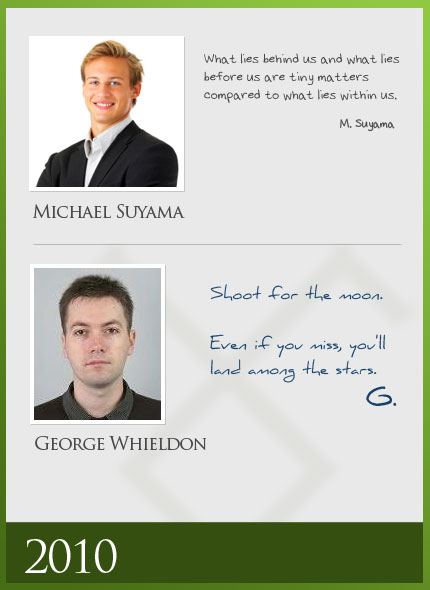 What lies behind us and what lies
before us are tiny matters
compared to what lies within us.
M. Suyama
MICHAEL SUYAMA
Shoot for the moon.
Even if you miss, you'll
land among the stars.
G.
GEORGE WHIELDON
2010